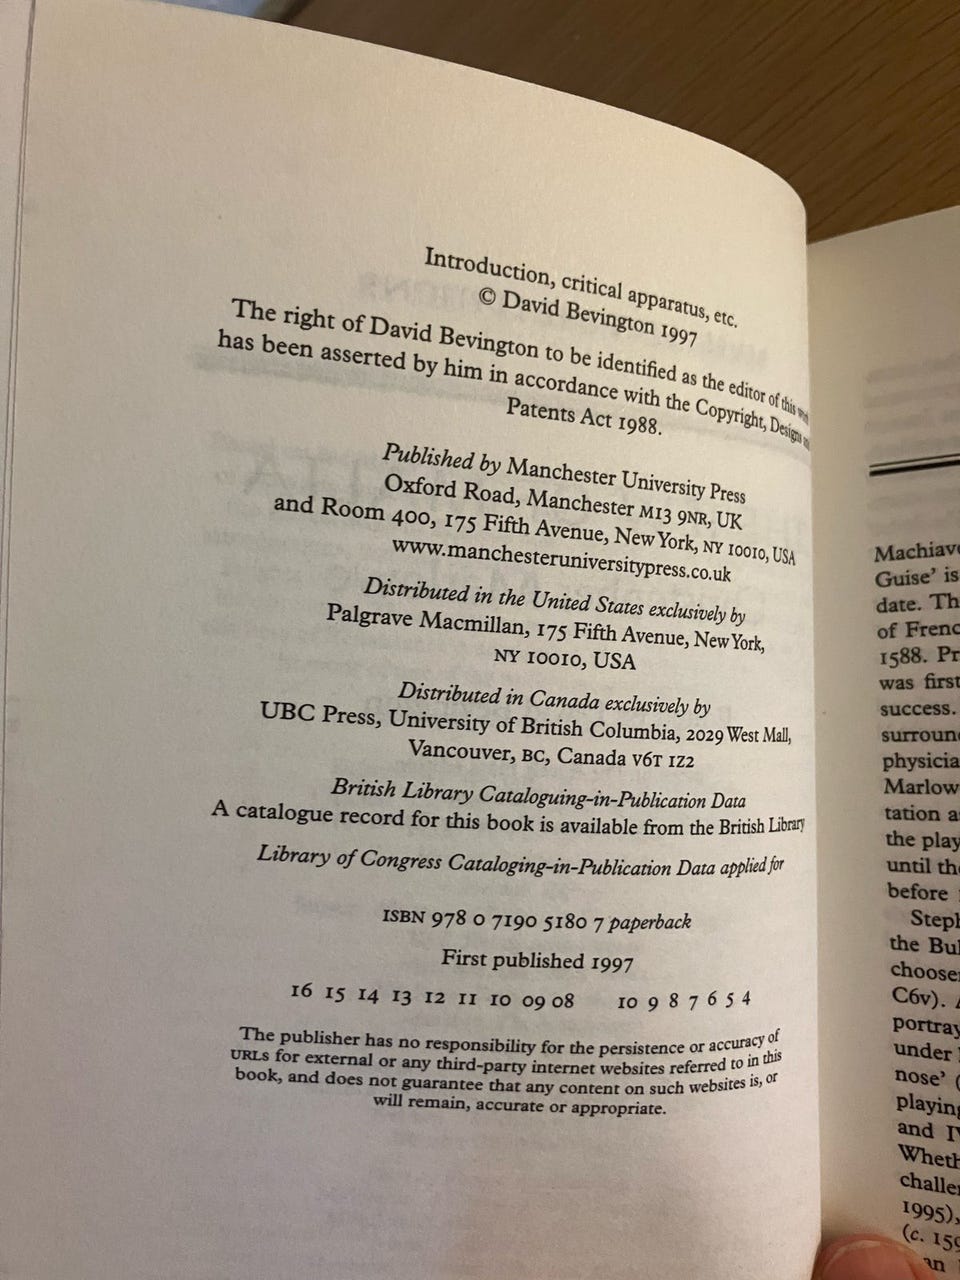 Introduction, critical apparatus, etc.
© David Bevington 1997
The right of David Bevington to be identified as the editor of this work
has been asserted by him in accordance with the Copyright, Designs and
Patents Act 1988.
Published by Manchester University Press
Oxford Road, Manchester M13 9NR, UK
and Room 400, 175 Fifth Avenue, New York, NY 10010, USA
www.manchesteruniversitypress.co.uk
Distributed in the United States exclusively by
Palgrave Macmillan, 175 Fifth Avenue, New York,
NY 10010, USA
Distributed in Canada exclusively by
UBC Press, University of British Columbia, 2029 West Mall,
Vancouver, BC, Canada V6T 1Z2
British Library Cataloguing-in-Publication Data
A catalogue record for this book is available from the British Library
Library of Congress Cataloging-in-Publication Data applied for
ISBN 978 0 7190 5180 7 paperback
First published 1997
16 15 14 13 12 11 10 09 08 10 9 8 7 6 5 4
The publisher has no responsibility for the persistence or accuracy of
URLs for external or any third-party internet websites referred to in this
book, and does not guarantee that any content on such websites is, or
will remain, accurate or appropriate.
Machiav
Guise' is
date. Th
of Frenc
1588. Pr
was first
success.
surroun
physicia
Marlow
tation a
the play
until th
before
Steph
the Bu
choose
C6v).
portray
under
nose' (
playing
and
Wheth
challe
1995),
(c. 159
an